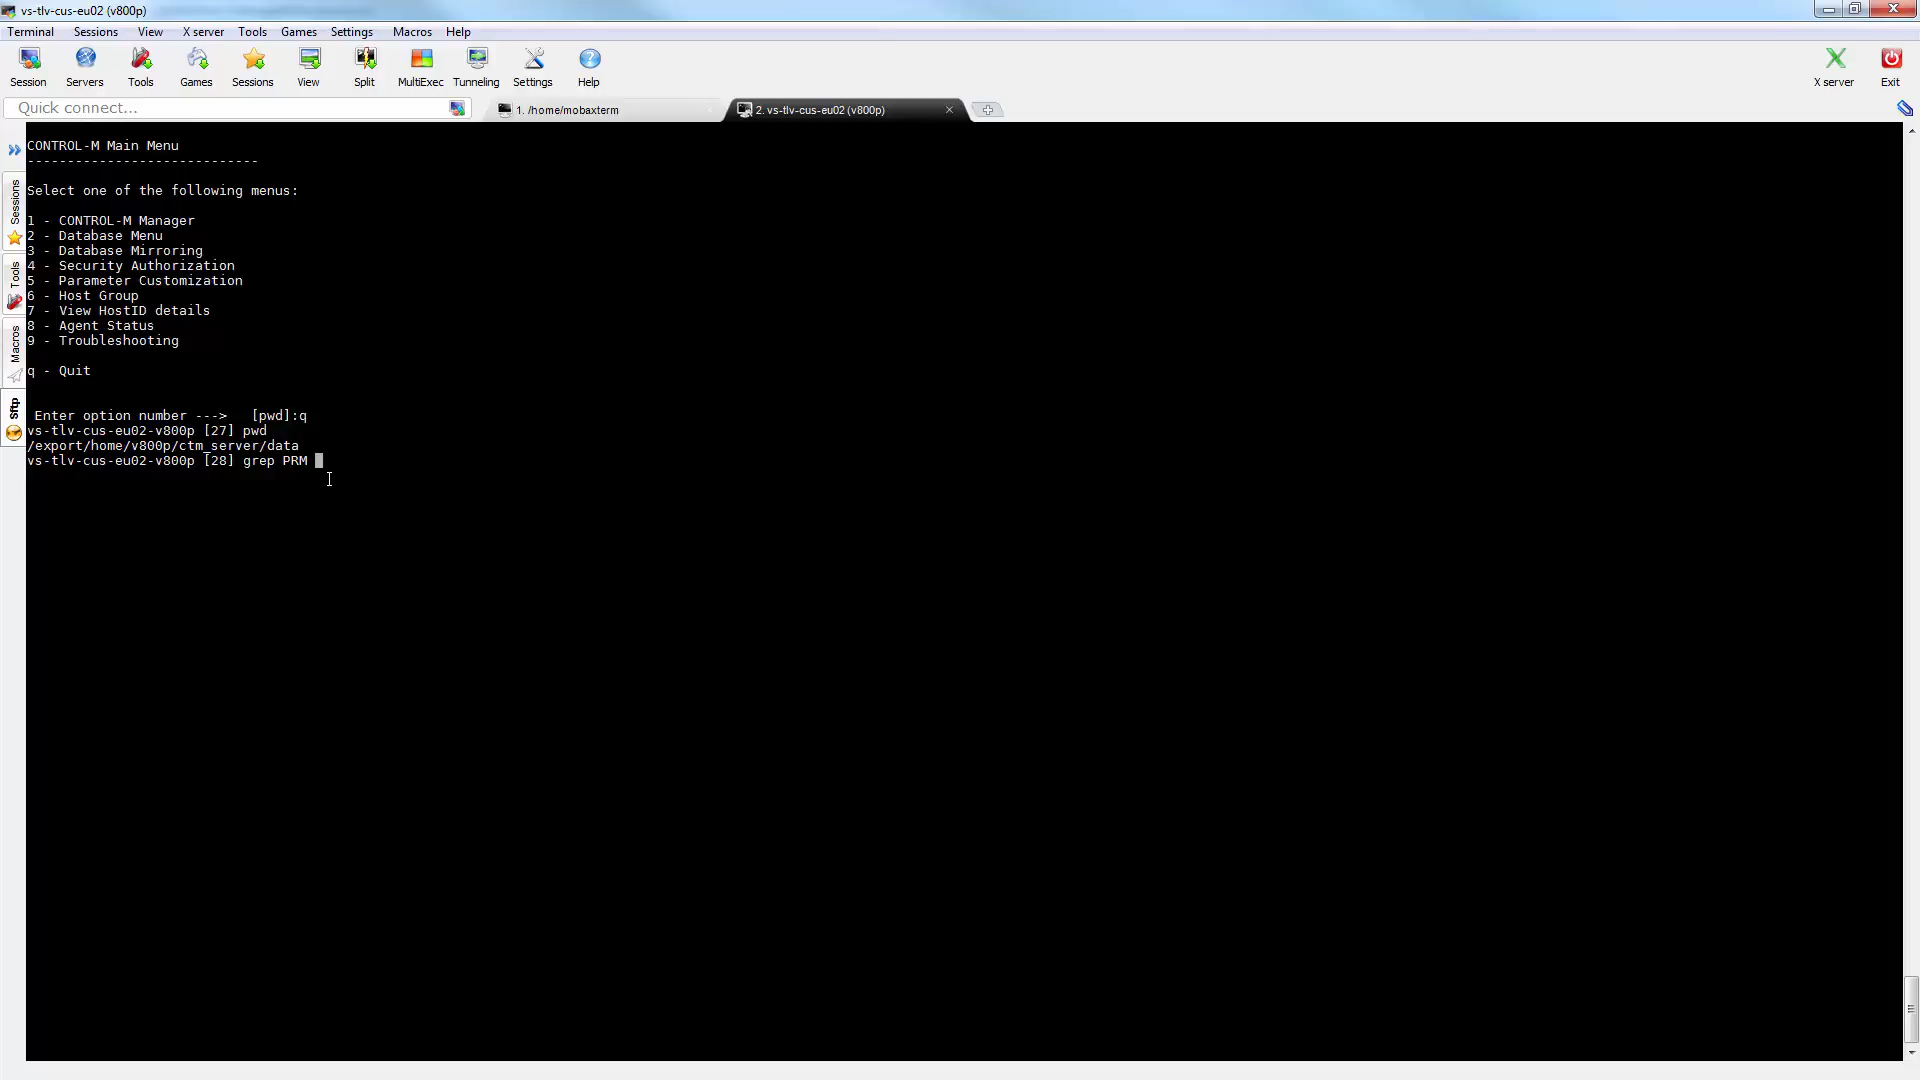 vs-tlv-cus-eu02 (v800p)
Terminal Sessions View X server Tools Games Settings Macros Help
Session Servers Tools Games Sessions View Split MultiExec Tunneling Settings Help X server Exit
Quick connect... 1. /home/mobaxterm 2. vs-tlv-cus-eu02 (v800p)
Sessions
Tools
Macros
Sftp
CONTROL-M Main Menu
-----------------------------
Select one of the following menus:
1 - CONTROL-M Manager
2 - Database Menu
3 - Database Mirroring
4 - Security Authorization
5 - Parameter Customization
6 - Host Group
7 - View HostID details
8 - Agent Status
9 - Troubleshooting
q - Quit
Enter option number --->   [pwd]:q
vs-tlv-cus-eu02-v800p [27] pwd
/export/home/v800p/ctm_server/data
vs-tlv-cus-eu02-v800p [28] grep PRM